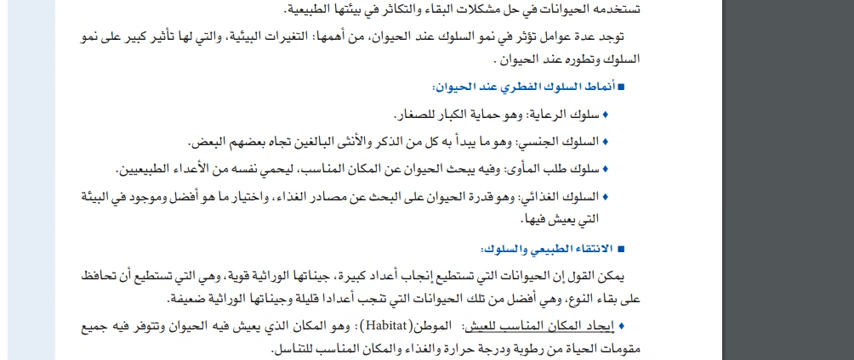 تستخدمه الحيوانات في حل مشكلات البقاء والتكاثر في بيئتها الطبيعية.
توجد عدة عوامل تؤثر في نمو السلوك عند الحيوان، من أهمها: التغيرات البيئية، والتي لها تأثير كبير على نمو
السلوك وتطوره عند الحيوان .
■ أنماط السلوك الفطري عند الحيوان:
♦ سلوك الرعاية: وهو حماية الكبار للصغار.
♦ السلوك الجنسي: وهو ما يبدأ به كل من الذكر والأنثى البالغين تجاه بعضهم البعض.
♦ سلوك طلب المأوى: وفيه يبحث الحيوان عن المكان المناسب، ليحمي نفسه من الأعداء الطبيعيين.
♦ السلوك الغذائي: وهو قدرة الحيوان على البحث عن مصادر الغذاء، واختيار ما هو أفضل وموجود في البيئة
التي يعيش فيها.
■ الانتقاء الطبيعي والسلوك:
يمكن القول إن الحيوانات التي تستطيع إنجاب أعداد كبيرة، جيناتها الوراثية قوية، وهي التي تستطيع أن تحافظ
على بقاء النوع، وهي أفضل من تلك الحيوانات التي تنجب أعدادا قليلة وجيناتها الوراثية ضعيفة.
♦ إيجاد المكان المناسب للعيش: الموطن(Habitat): وهو المكان الذي يعيش فيه الحيوان وتتوفر فيه جميع
مقومات الحياة من رطوبة ودرجة حرارة والغذاء والمكان المناسب للتناسل.